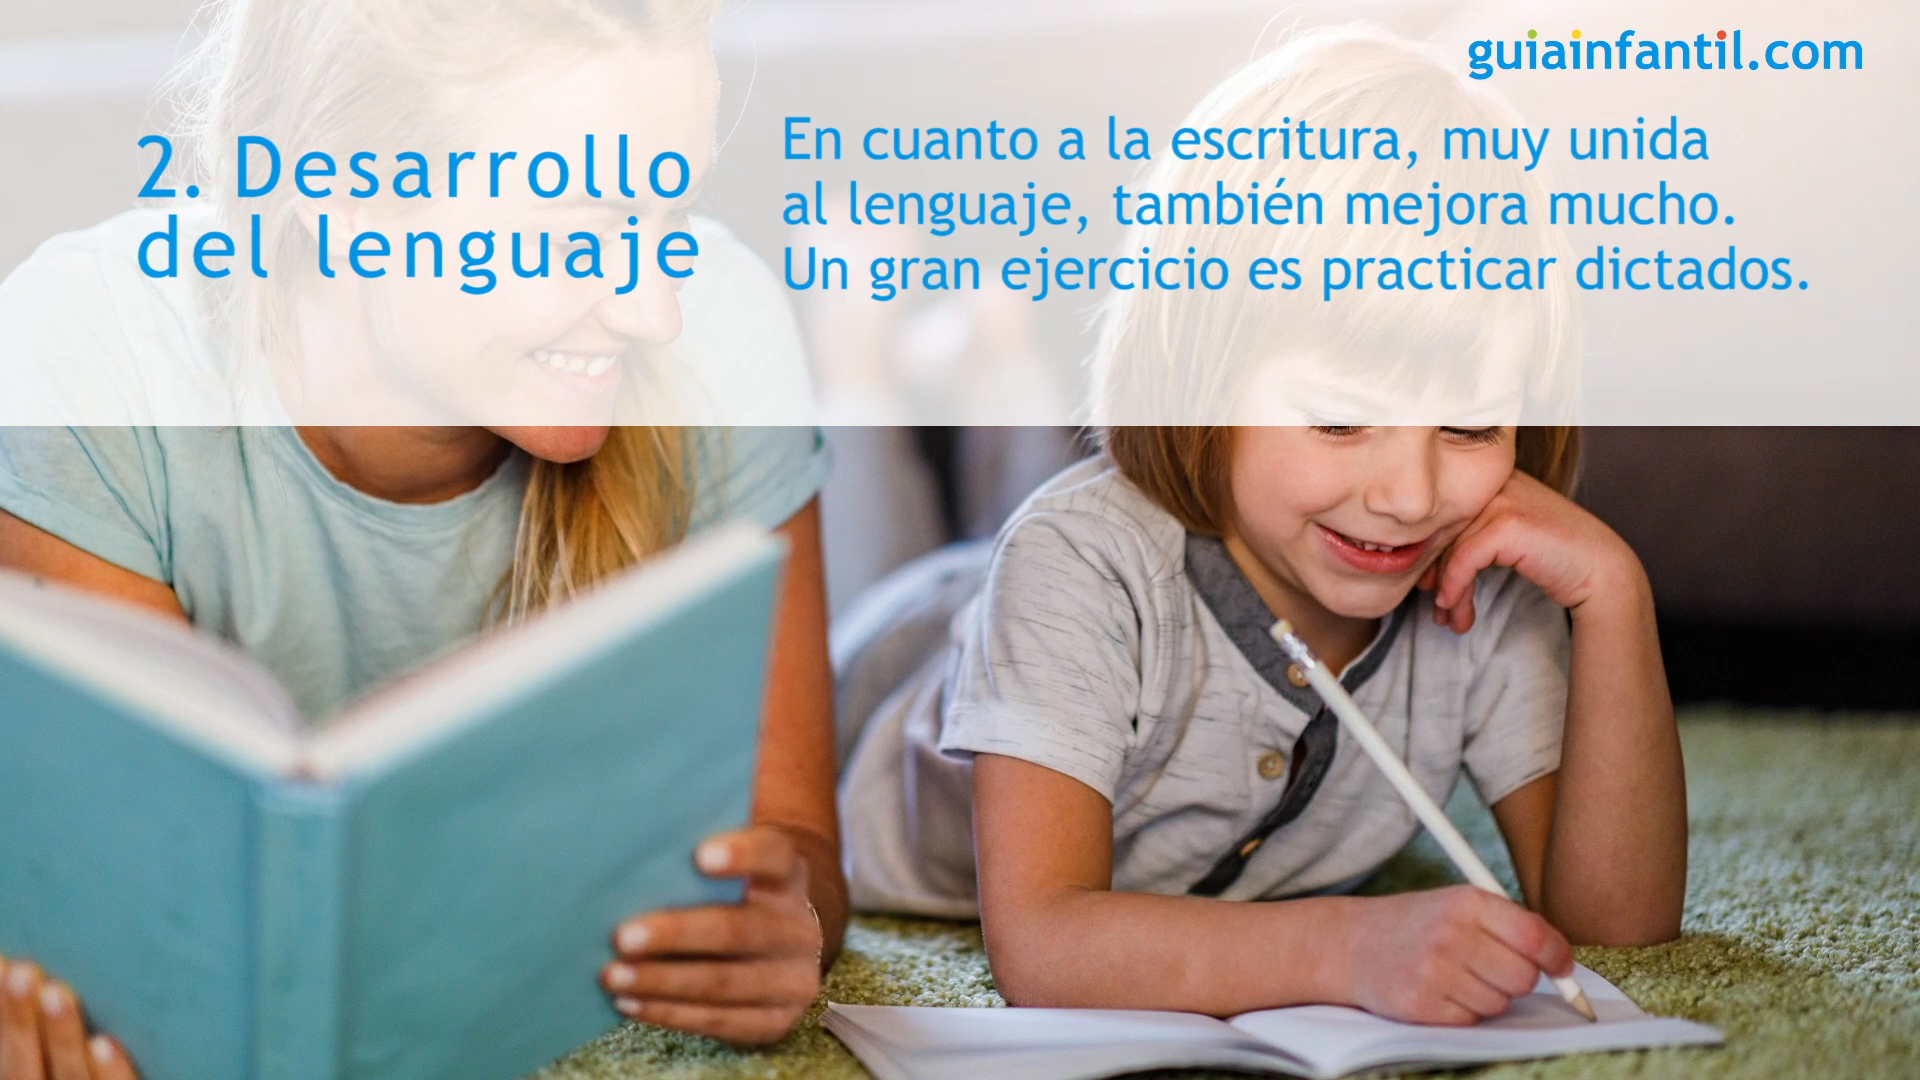 guiainfantil.com
2. Desarrollo
del lenguaje
En cuanto a la escritura, muy unida
al lenguaje, también mejora mucho.
Un gran ejercicio es practicar dictados.